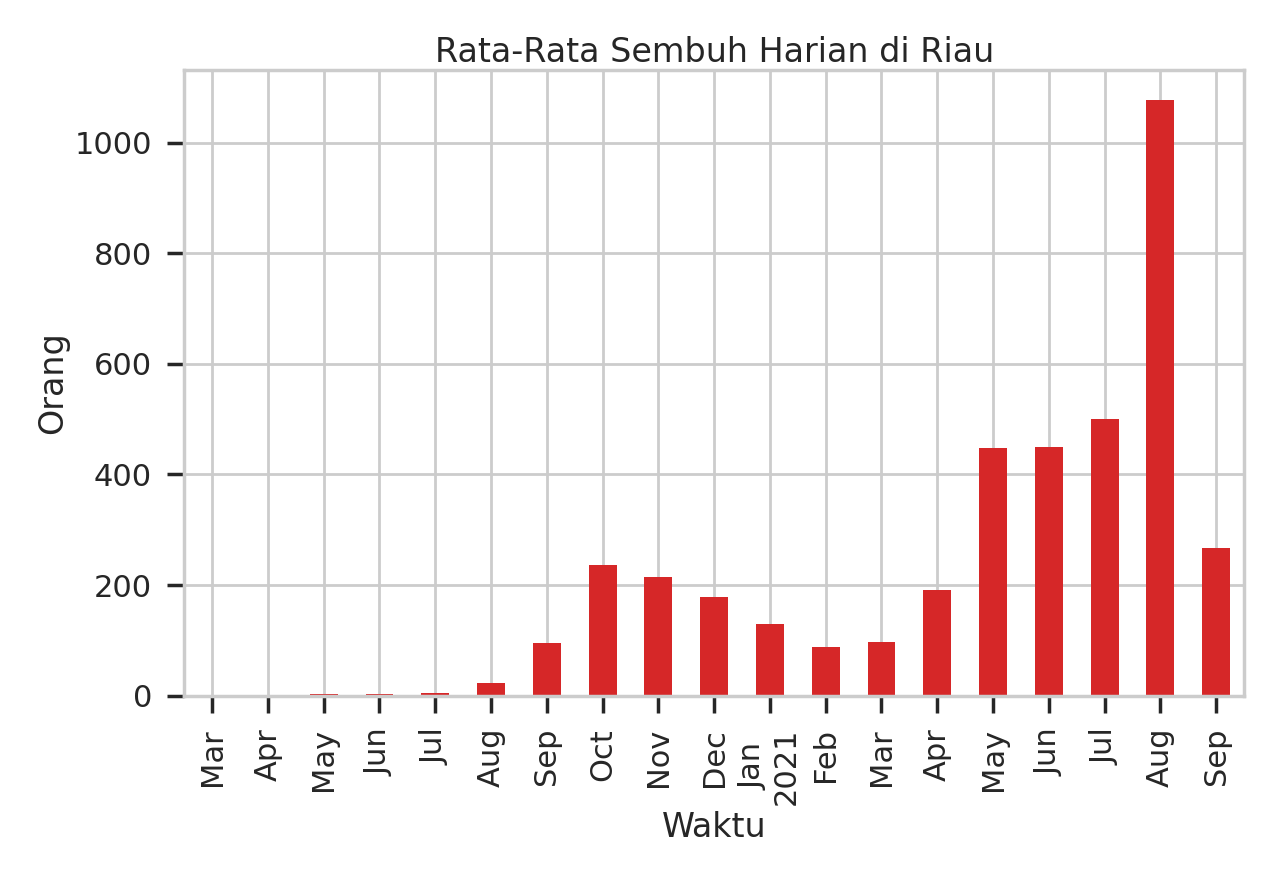 Rata-Rata Sembuh Harian di Riau
Orang
1000
800
600
400
200
0
Mar
Apr
May
Jun
Jul
Aug
Sep
Oct
Nov
Dec
Jan
2021
Feb
Mar
Apr
May
Jun
Jul
Aug
Sep
Waktu